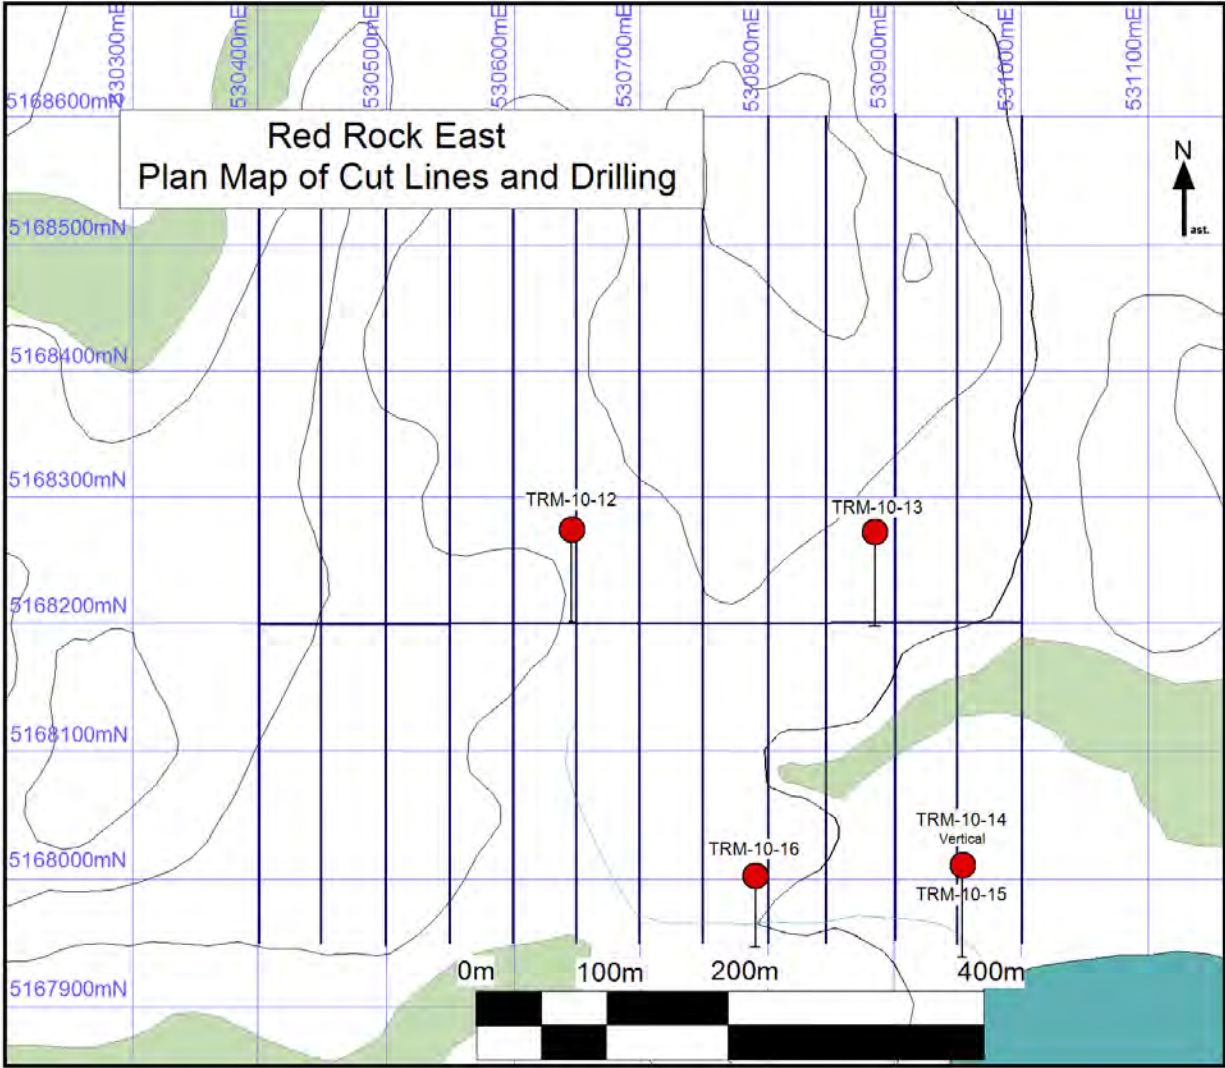 530300mE
530400mE
530500mE
530600mE
530700mE
530800mE
530900mE
531000mE
531100mE
5168600mN
Red Rock East
Plan Map of Cut Lines and Drilling
N
ast.
5168500mN
5168400mN
5168300mN
TRM-10-12
TRM-10-13
5168200mN
5168100mN
TRM-10-14
Vertical
TRM-10-16
5168000mN
TRM-10-15
0m 100m 200m 400m
5167900mN